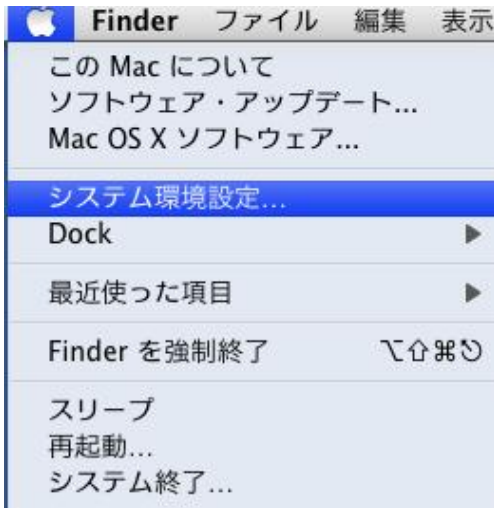 Finder ファイル 編集 表示
この Mac について
ソフトウェア・アップデート...
Mac OS X ソフトウェア...
システム環境設定...
Dock ▶
最近使った項目 ▶
Finder を強制終了 ⌥⇧⌘⎋
スリープ
再起動...
システム終了...